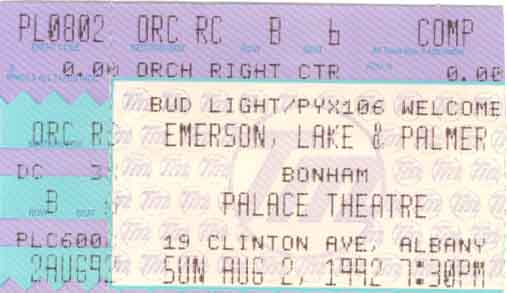 PL0802 ORC RC B 6 COMP
0.00 ORCH RIGHT CTR 0.00
BUD LIGHT/PYX106 WELCOME
ORC R EMERSON, LAKE & PALMER
BONHAM
B PALACE THEATRE
PLC600 19 CLINTON AVE, ALBANY
2AUG92 SUN AUG 2, 1992 7:30PM